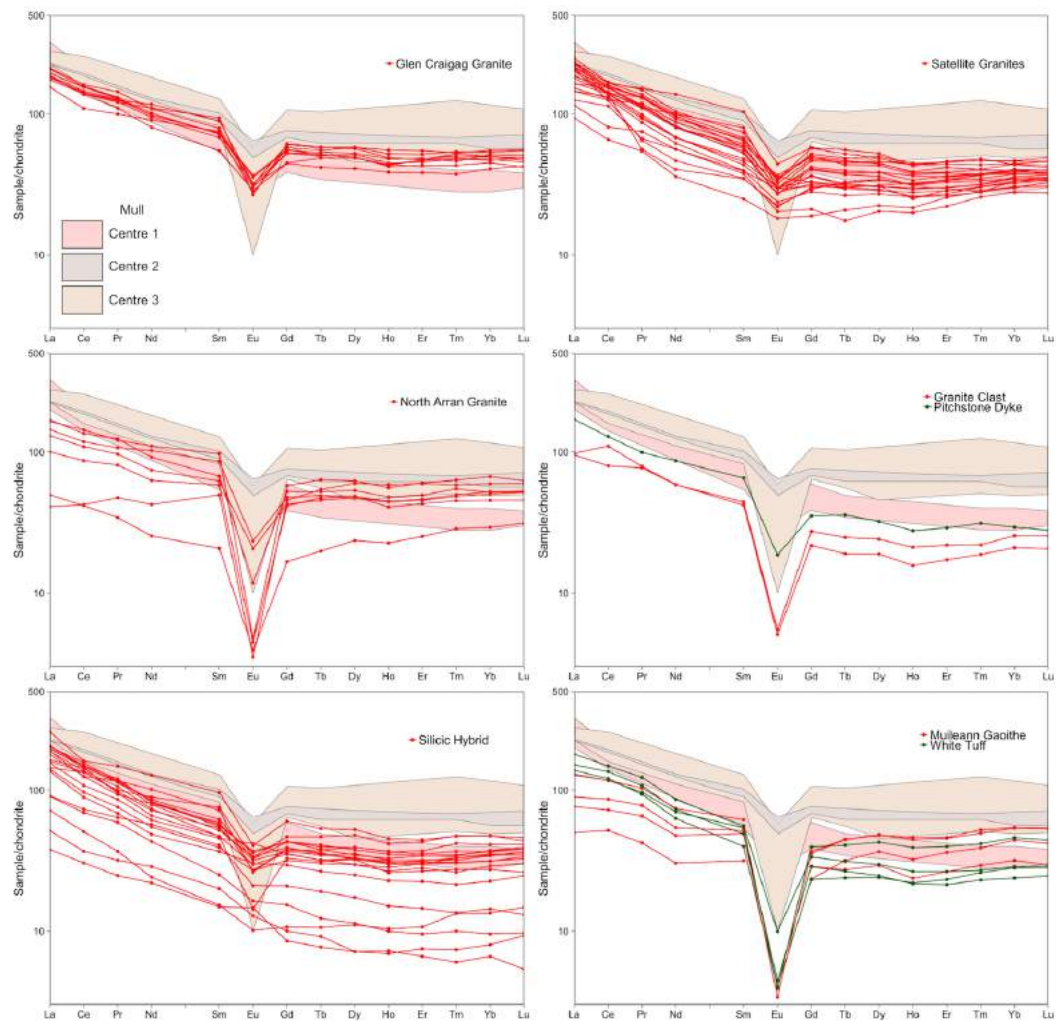 500
Glen Craigag Granite
100
Sample/chondrite
Mull
Centre 1
Centre 2
Centre 3
10
La Ce Pr Nd Sm Eu Gd Tb Dy Ho Er Tm Yb Lu
500
Satellite Granites
100
Sample/chondrite
10
La Ce Pr Nd Sm Eu Gd Tb Dy Ho Er Tm Yb Lu
500
North Arran Granite
100
Sample/chondrite
10
La Ce Pr Nd Sm Eu Gd Tb Dy Ho Er Tm Yb Lu
500
Granite Clast
Pitchstone Dyke
100
Sample/chondrite
10
La Ce Pr Nd Sm Eu Gd Tb Dy Ho Er Tm Yb Lu
500
Silicic Hybrid
100
Sample/chondrite
10
La Ce Pr Nd Sm Eu Gd Tb Dy Ho Er Tm Yb Lu
500
Muileann Gaoithe
White Tuff
100
Sample/chondrite
10
La Ce Pr Nd Sm Eu Gd Tb Dy Ho Er Tm Yb Lu